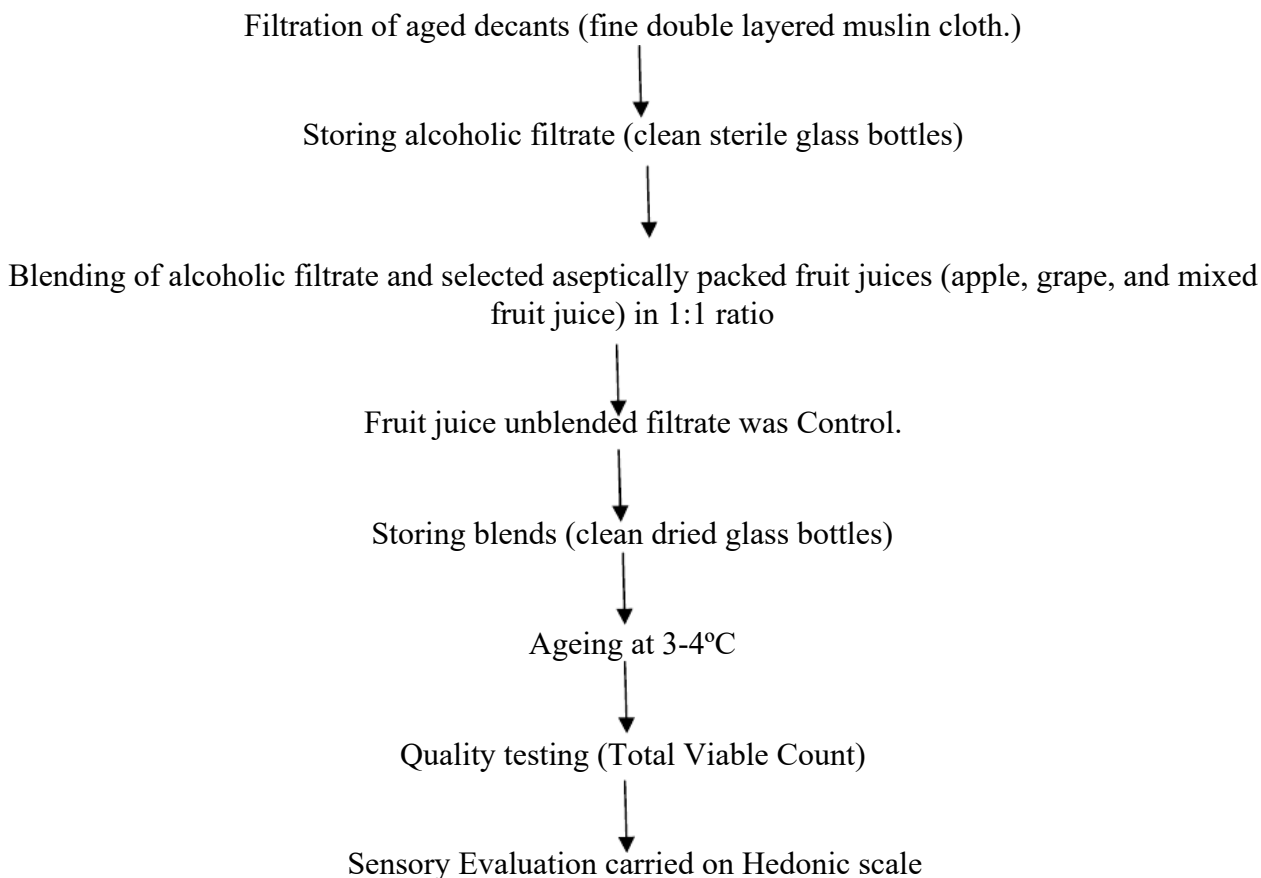 Filtration of aged decants (fine double layered muslin cloth.)
Storing alcoholic filtrate (clean sterile glass bottles)
Blending of alcoholic filtrate and selected aseptically packed fruit juices (apple, grape, and mixed
fruit juice) in 1:1 ratio
Fruit juice unblended filtrate was Control.
Storing blends (clean dried glass bottles)
Ageing at 3-4ºC
Quality testing (Total Viable Count)
Sensory Evaluation carried on Hedonic scale